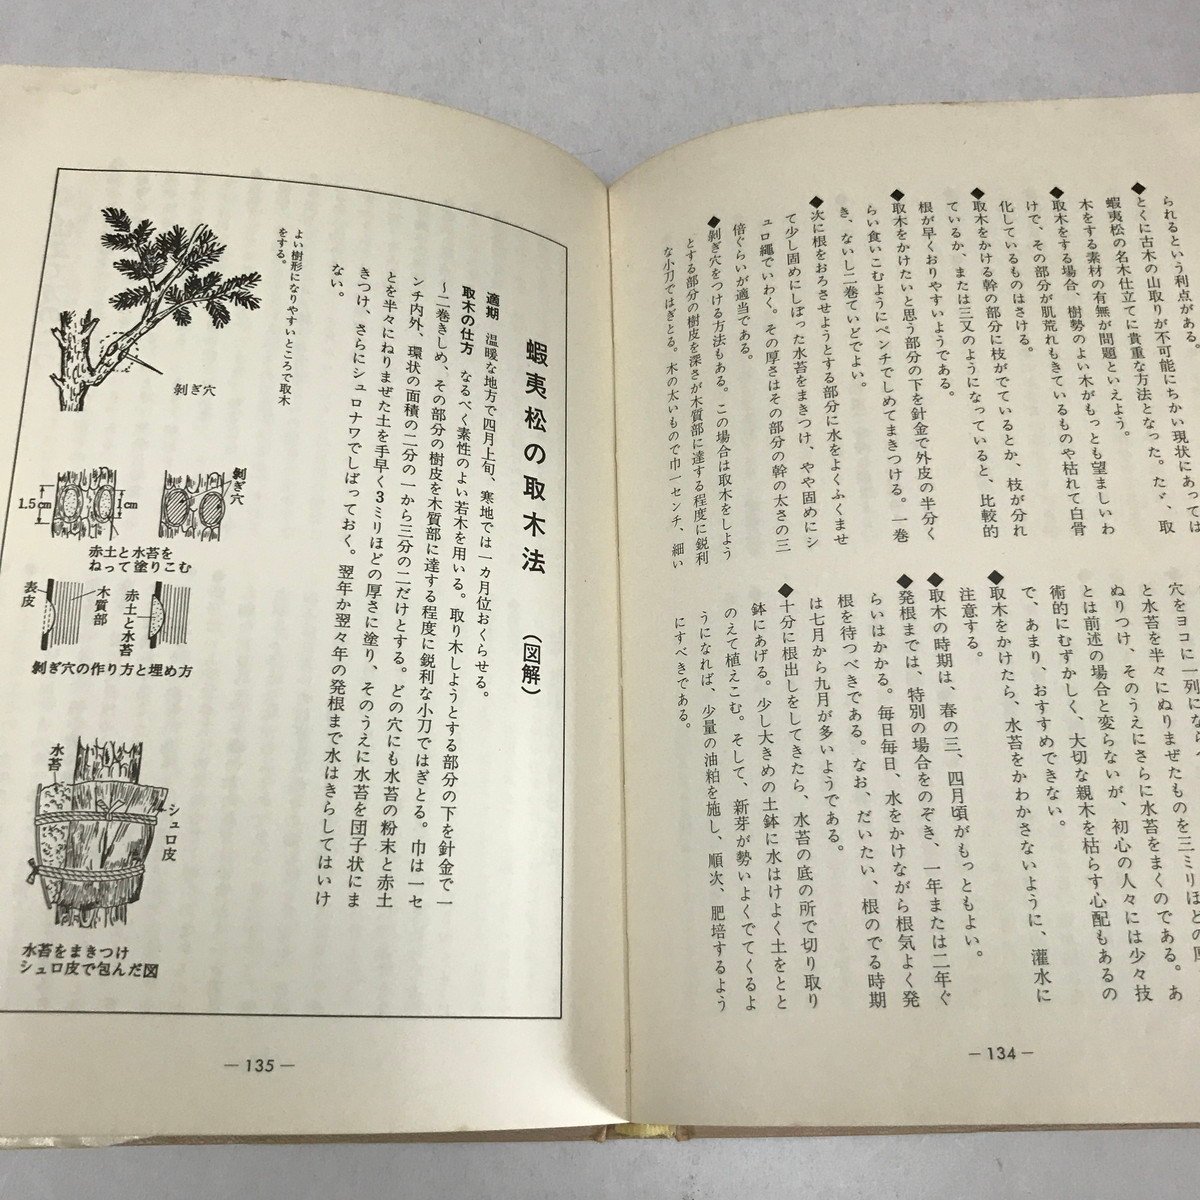 られるという利点がある。
◆とくに古木の山取りが不可能にちかい現状にあっては
蝦夷松の名木仕立てに貴重な方法となった。たゞ、取
木をする素材の有無が問題といえよう。
◆取木をする場合、樹勢のよい木がもっとも望ましいわ
けで、その部分が肌荒れもきているものや枯れて白骨
化しているものはさける。
◆取木をかける幹の部分に枝がでているとか、枝が分れ
ているか、または三又のようになっていると、比較的
根が早くおりやすいようである。
◆取木をかけたいと思う部分の下を針金で外皮の半分く
らい食いこむようにペンチでしめてまきつける。一巻
き、ないし二巻ていどでよい。
◆次に根をおろさせようとする部分に水をよくふくませ
て少し固めにしぼった水苔をまきつけ、やや固めにシ
ュロ繩でいわく。その厚さはその部分の幹の太さの三
倍ぐらいが適当である。
◆剝ぎ穴をつける方法もある。この場合は取木をしよう
とする部分の樹皮を深さが木質部に達する程度に鋭利
な小刀ではぎとる。木の太いもので巾一センチ、細い
穴をヨコに一列になら
と水苔を半々にぬりまぜたものを三ミリほどの厚
ぬりつけ、そのうえにさらに水苔をまくのである。あ
とは前述の場合と変らないが、初心の人々には少々技
術的にむずかしく、大切な親木を枯らす心配もあるの
で、あまり、おすすめできない。
◆取木をかけたら、水苔をかわかさないように、灌水に
注意する。
◆取木の時期は、春の三、四月頃がもっともよい。
◆発根までは、特別の場合をのぞき、一年または二年ぐ
らいはかかる。毎日毎日、水をかけながら根気よく発
根を待つべきである。なお、だいたい、根のでる時期
は七月から九月が多いようである。
◆十分に根出しをしてきたら、水苔の底の所で切り取り
鉢にあげる。少し大きめの土鉢に水はけよく土をとと
のえて植えこむ。そして、新芽が勢いよくでてくるよ
うになれば、少量の油粕を施し、順次、肥培するよう
にすべきである。
— 134 —
蝦夷松の取木法　(図解)
適期　温暖な地方で四月上旬、寒地では一カ月位おくらせる。
取木の仕方　なるべく素性のよい若木を用いる。取り木しようとする部分の下を針金で一
～二巻きしめ、その部分の樹皮を木質部に達する程度に鋭利な小刀ではぎとる。巾は一セ
ンチ内外、環状の面積の二分の一から三分の二だけとする。どの穴にも水苔の粉末と赤土
とを半々にねりまぜた土を手早く3ミリほどの厚さに塗り、そのうえに水苔を団子状にま
きつけ、さらにシュロナワでしばっておく。翌年か翌々年の発根まで水はきらしてはいけ
ない。
よい樹形になりやすいところで取木
をする。
剝ぎ穴
剝ぎ穴
1.5cm
1cm
赤土と水苔を
ねって塗りこむ
表皮
木質部
赤土と水苔
剝ぎ穴の作り方と埋め方
水苔
シュロ皮
水苔をまきつけ
シュロ皮で包んだ図
— 135 —